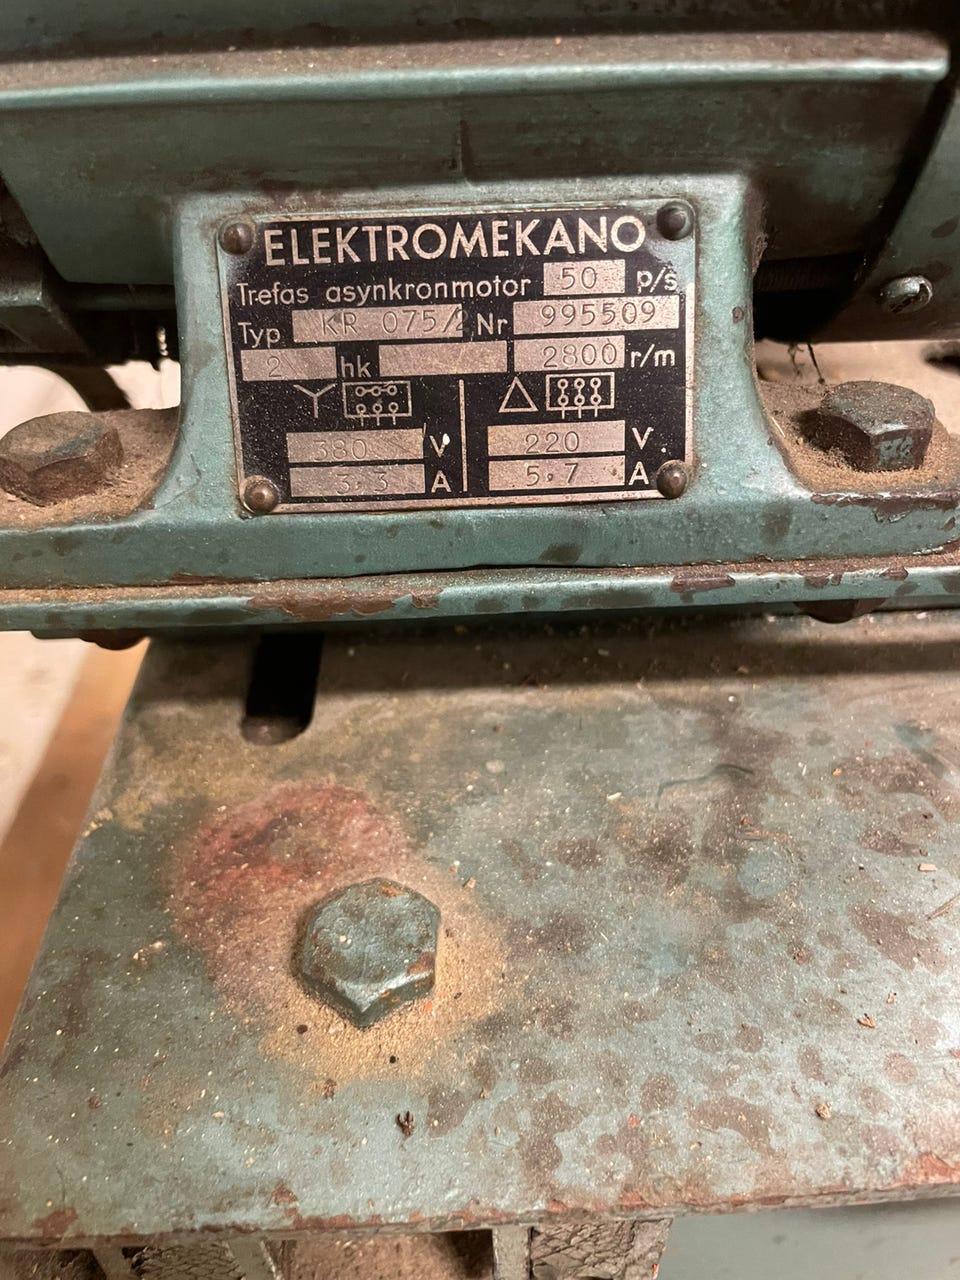 ELEKTROMEKANO
Trefas asynkronmotor 50 p/s
Typ KR 075/2 Nr 995509
2 hk 2800 r/m
380 V 220 V
3,3 A 5,7 A